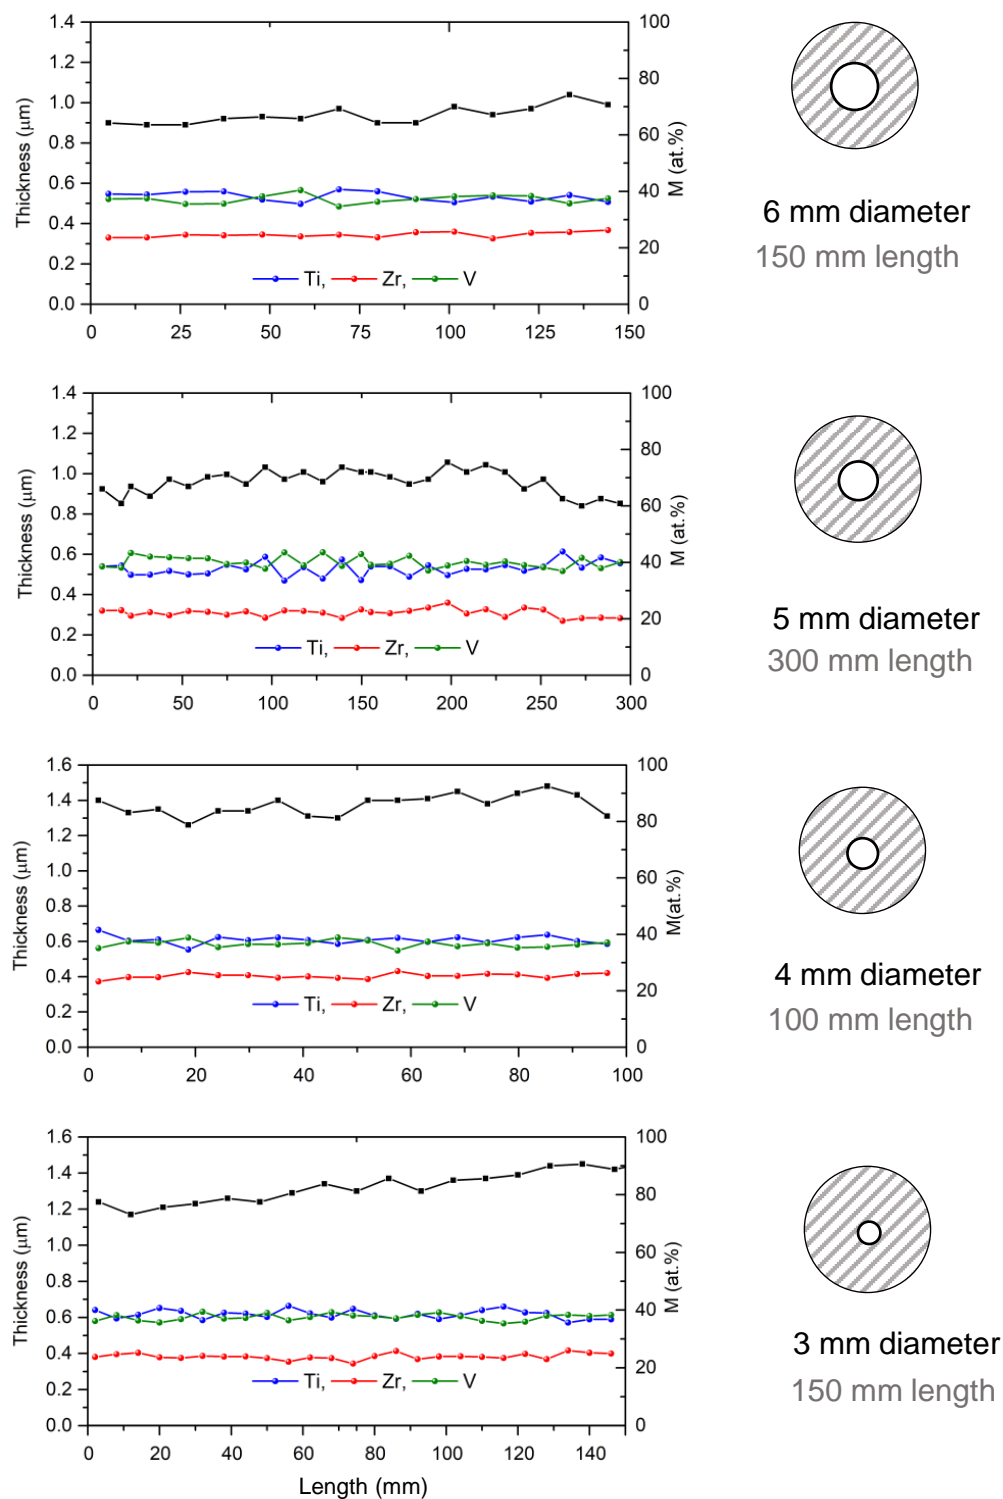 1.4
1.2
1.0
0.8
0.6
0.4
0.2
0.0
Thickness (μm)
100
80
60
40
20
0
M (at.%)
Ti, Zr, V
0 25 50 75 100 125 150
6 mm diameter
150 mm length
1.4
1.2
1.0
0.8
0.6
0.4
0.2
0.0
Thickness (μm)
100
80
60
40
20
0
M (at.%)
Ti, Zr, V
0 50 100 150 200 250 300
5 mm diameter
300 mm length
1.6
1.4
1.2
1.0
0.8
0.6
0.4
0.2
0.0
Thickness (μm)
100
80
60
40
20
0
M(at.%)
Ti, Zr, V
0 20 40 60 80 100
4 mm diameter
100 mm length
1.6
1.4
1.2
1.0
0.8
0.6
0.4
0.2
0.0
Thickness (μm)
100
80
60
40
20
0
M (at.%)
Ti, Zr, V
0 20 40 60 80 100 120 140
Length (mm)
3 mm diameter
150 mm length